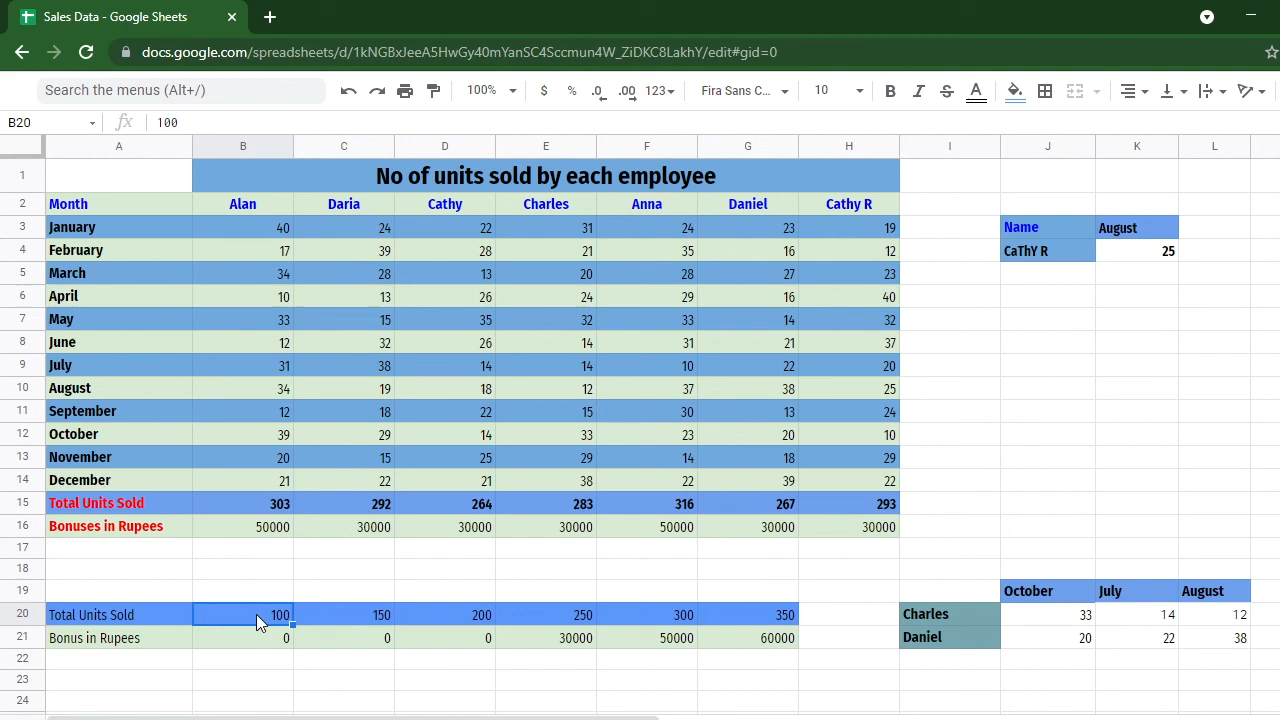 Sales Data - Google Sheets
docs.google.com/spreadsheets/d/1kNGBxJeeA5HwGy40mYanSC4Sccmun4W_ZiDKC8LakhY/edit#gid=0
Search the menus (Alt+/) 100% $ % .0 .00 123 Fira Sans C... 10 B I S A
B20 fx 100
A B C D E F G H I J K L
1 No of units sold by each employee
2 Month Alan Daria Cathy Charles Anna Daniel Cathy R
3 January 40 24 22 31 24 23 19 Name August
4 February 17 39 28 21 35 16 12 CaThY R 25
5 March 34 28 13 20 28 27 23
6 April 10 13 26 24 29 16 40
7 May 33 15 35 32 33 14 32
8 June 12 32 26 14 31 21 37
9 July 31 38 14 14 10 22 20
10 August 34 19 18 12 37 38 25
11 September 12 18 22 15 30 13 24
12 October 39 29 14 33 23 20 10
13 November 20 15 25 29 14 18 29
14 December 21 22 21 38 22 39 22
15 Total Units Sold 303 292 264 283 316 267 293
16 Bonuses in Rupees 50000 30000 30000 30000 50000 30000 30000
17
18
19 October July August
20 Total Units Sold 100 150 200 250 300 350 Charles 33 14 12
21 Bonus in Rupees 0 0 0 30000 50000 60000 Daniel 20 22 38
22
23
24